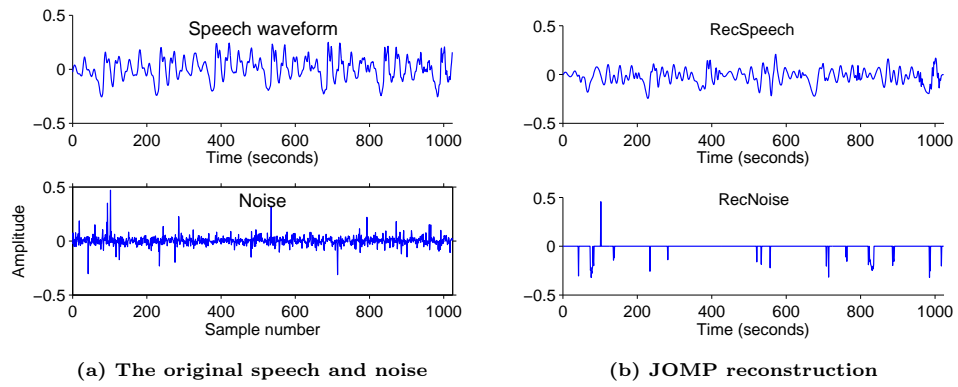 Speech waveform
0.5
0
−0.5
0 200 400 600 800 1000
Time (seconds)
Noise
Amplitude
0.5
0
−0.5
0 200 400 600 800 1000
Sample number
(a) The original speech and noise
RecSpeech
0.5
0
−0.5
0 200 400 600 800 1000
Time (seconds)
RecNoise
0.5
0
−0.5
0 200 400 600 800 1000
Time (seconds)
(b) JOMP reconstruction